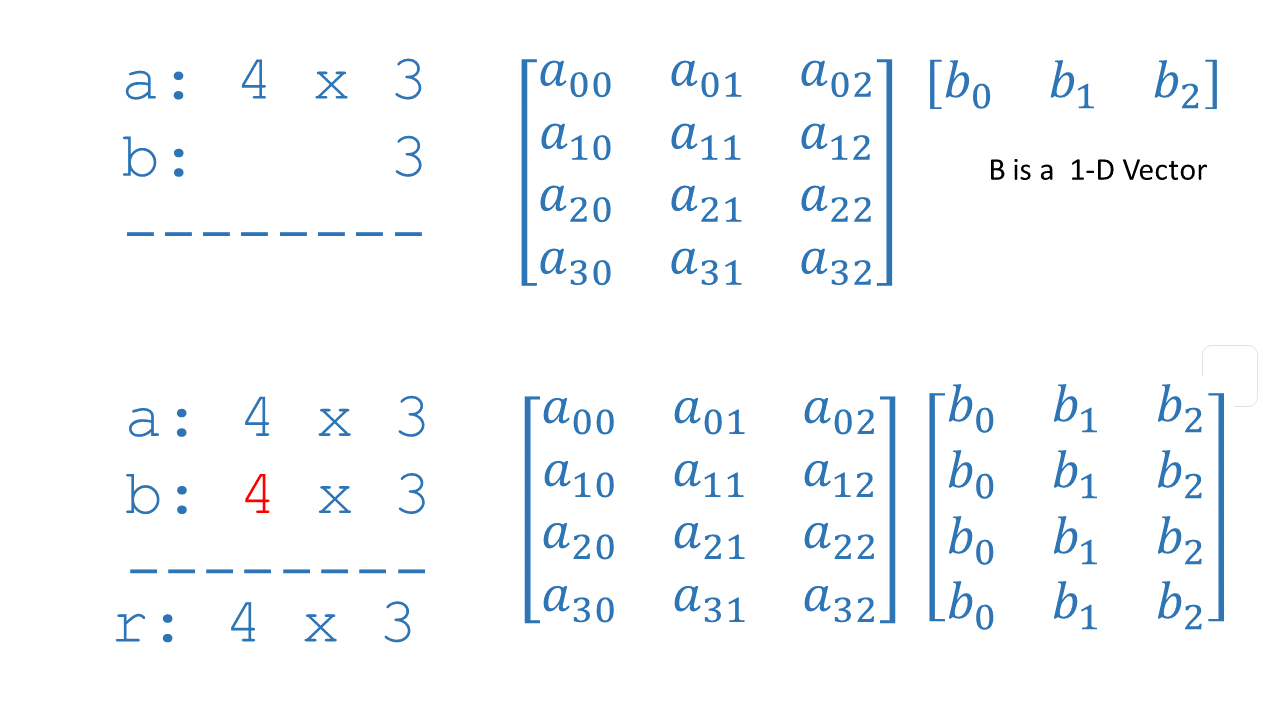 a: 4 x 3
b: 3
--------
a₀₀ a₀₁ a₀₂
a₁₀ a₁₁ a₁₂
a₂₀ a₂₁ a₂₂
a₃₀ a₃₁ a₃₂
[b₀ b₁ b₂]
B is a 1-D Vector
a: 4 x 3
b: 4 x 3
--------
r: 4 x 3
a₀₀ a₀₁ a₀₂
a₁₀ a₁₁ a₁₂
a₂₀ a₂₁ a₂₂
a₃₀ a₃₁ a₃₂
b₀ b₁ b₂
b₀ b₁ b₂
b₀ b₁ b₂
b₀ b₁ b₂